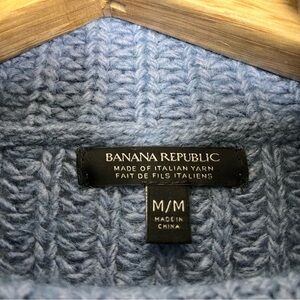 BANANA REPUBLIC
MADE OF ITALIAN YARN
FAIT DE FILS ITALIENS
M/M
MADE IN
CHINA